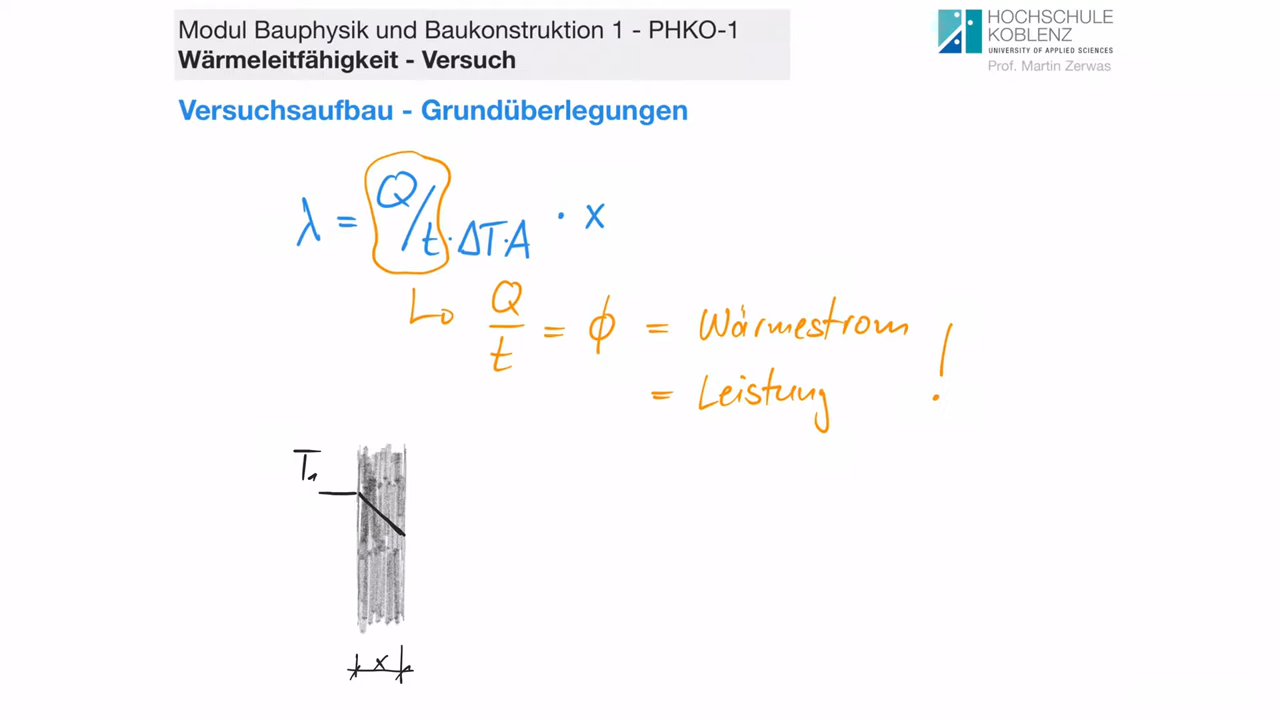 Modul Bauphysik und Baukonstruktion 1 - PHKO-1
Wärmeleitfähigkeit - Versuch
HOCHSCHULE
KOBLENZ
UNIVERSITY OF APPLIED SCIENCES
Prof. Martin Zerwas
Versuchsaufbau - Grundüberlegungen
λ = Q/t · ΔT · A · x
Q/t = ϕ = Wärmestrom
= Leistung !
T₁
x